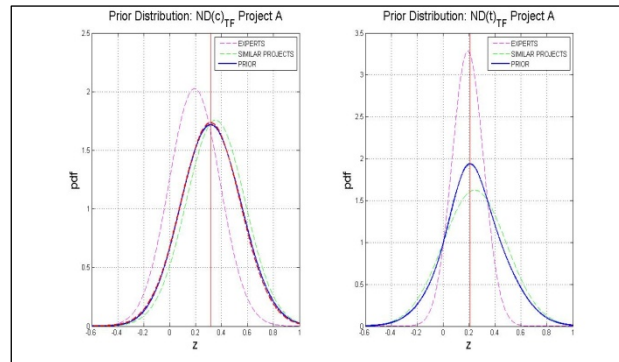 Prior Distribution: ND(c)TF Project A
EXPERTS
SIMILAR PROJECTS
PRIOR
2.5
2
1.5
1
0.5
0
-0.6 -0.4 -0.2 0 0.2 0.4 0.6 0.8 1
pdf
z
Prior Distribution: ND(t)TF Project A
EXPERTS
SIMILAR PROJECTS
PRIOR
3.5
3
2.5
2
1.5
1
0.5
0
-0.6 -0.4 -0.2 0 0.2 0.4 0.6 0.8 1
pdf
z